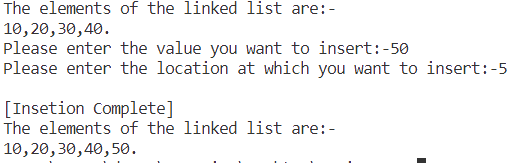 The elements of the linked list are:-
10,20,30,40.
Please enter the value you want to insert:-50
Please enter the location at which you want to insert:-5
[Insetion Complete]
The elements of the linked list are:-
10,20,30,40,50.